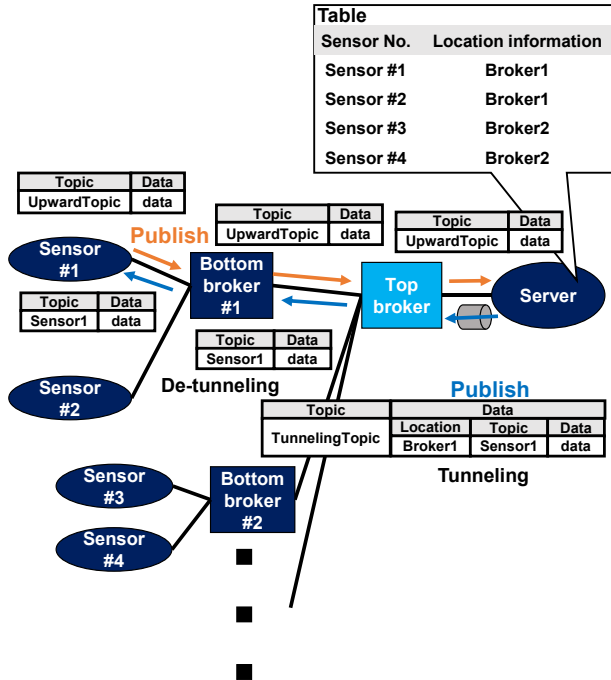 Table
Sensor No. Location information
Sensor #1 Broker1
Sensor #2 Broker1
Sensor #3 Broker2
Sensor #4 Broker2
Topic Data
UpwardTopic data
Topic Data
UpwardTopic data
Topic Data
UpwardTopic data
Publish
Sensor
#1
Bottom
broker
#1
Top
broker
Server
Topic Data
Sensor1 data
Topic Data
Sensor1 data
De-tunneling
Sensor
#2
Publish
Topic Data
TunnelingTopic
Location Topic Data
Broker1 Sensor1 data
Tunneling
Sensor
#3
Bottom
broker
#2
Sensor
#4